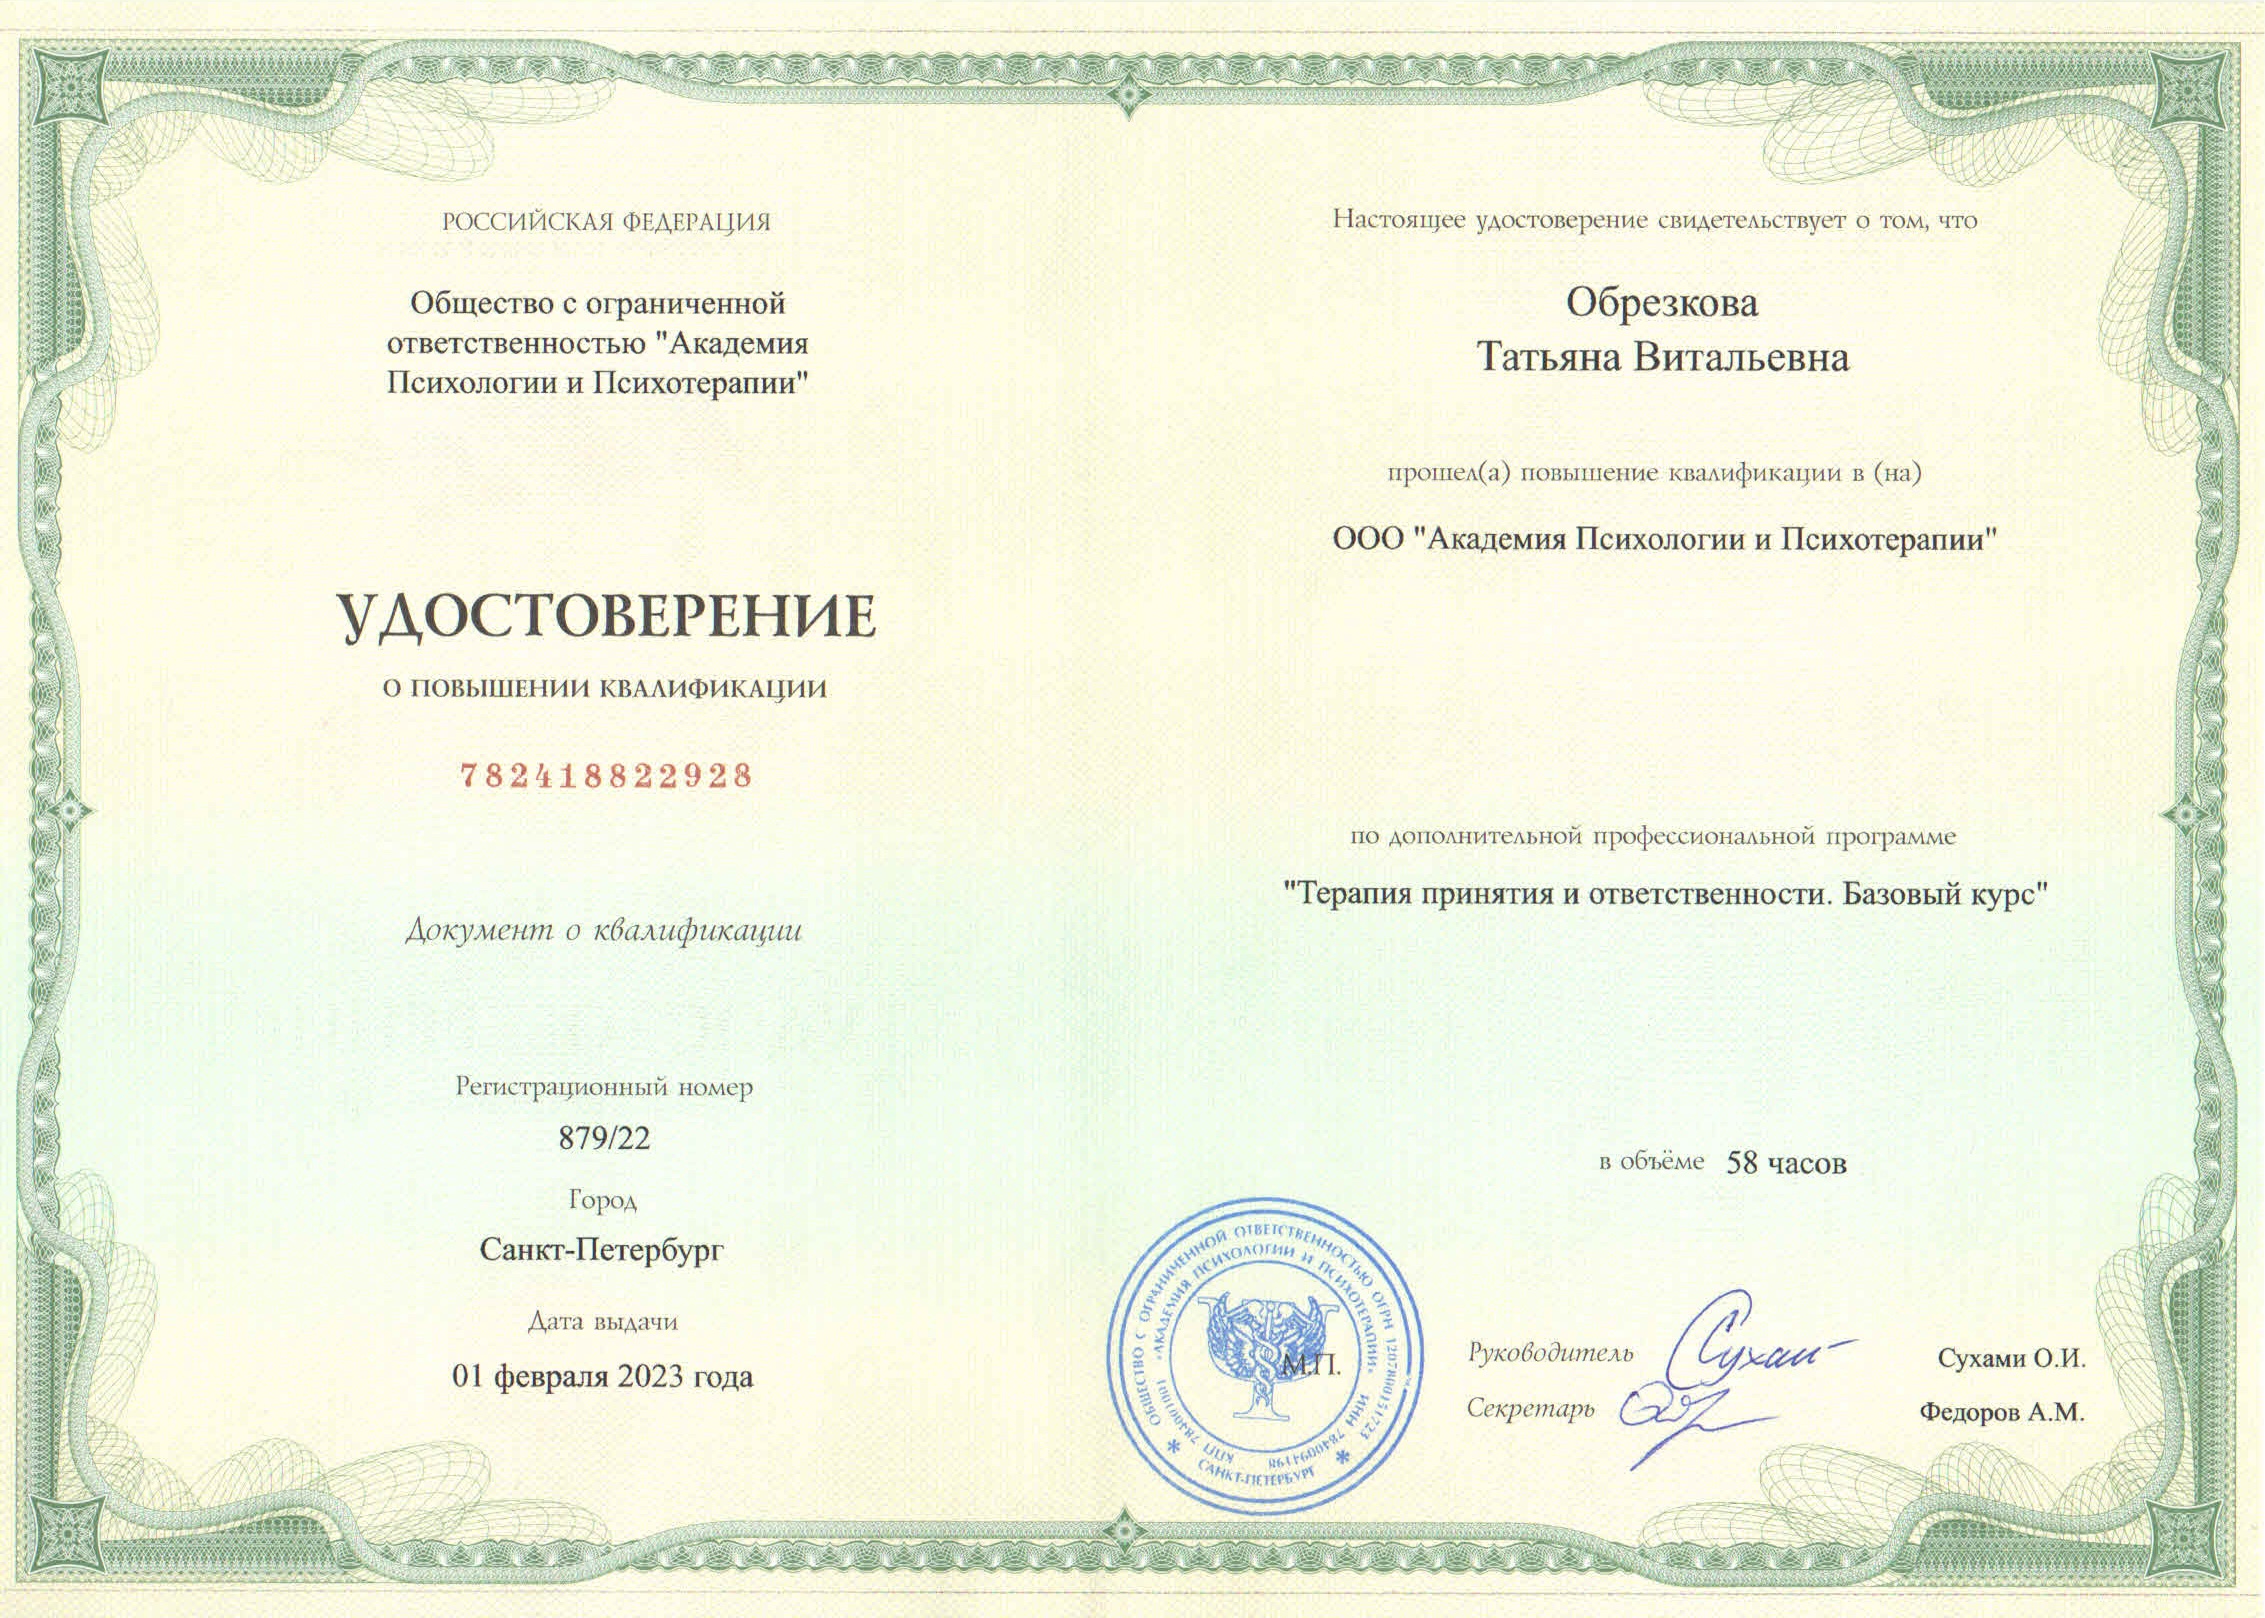 РОССИЙСКАЯ ФЕДЕРАЦИЯ
Общество с ограниченной
ответственностью "Академия
Психологии и Психотерапии"
УДОСТОВЕРЕНИЕ
О ПОВЫШЕНИИ КВАЛИФИКАЦИИ
782418822928
Документ о квалификации
Регистрационный номер
879/22
Город
Санкт-Петербург
Дата выдачи
01 февраля 2023 года
Настоящее удостоверение свидетельствует о том, что
Обрезкова
Татьяна Витальевна
прошел(а) повышение квалификации в (на)
ООО "Академия Психологии и Психотерапии"
по дополнительной профессиональной программе
"Терапия принятия и ответственности. Базовый курс"
в объёме 58 часов
ОБЩЕСТВО С ОГРАНИЧЕННОЙ ОТВЕТСТВЕННОСТЬЮ ОГРН 1207800151723
«АКАДЕМИЯ ПСИХОЛОГИИ И ПСИХОТЕРАПИИ» ИНН 7840094198 КПП 784001001
САНКТ-ПЕТЕРБУРГ
М.П.
Руководитель Сухами О.И.
Секретарь Федоров А.М.